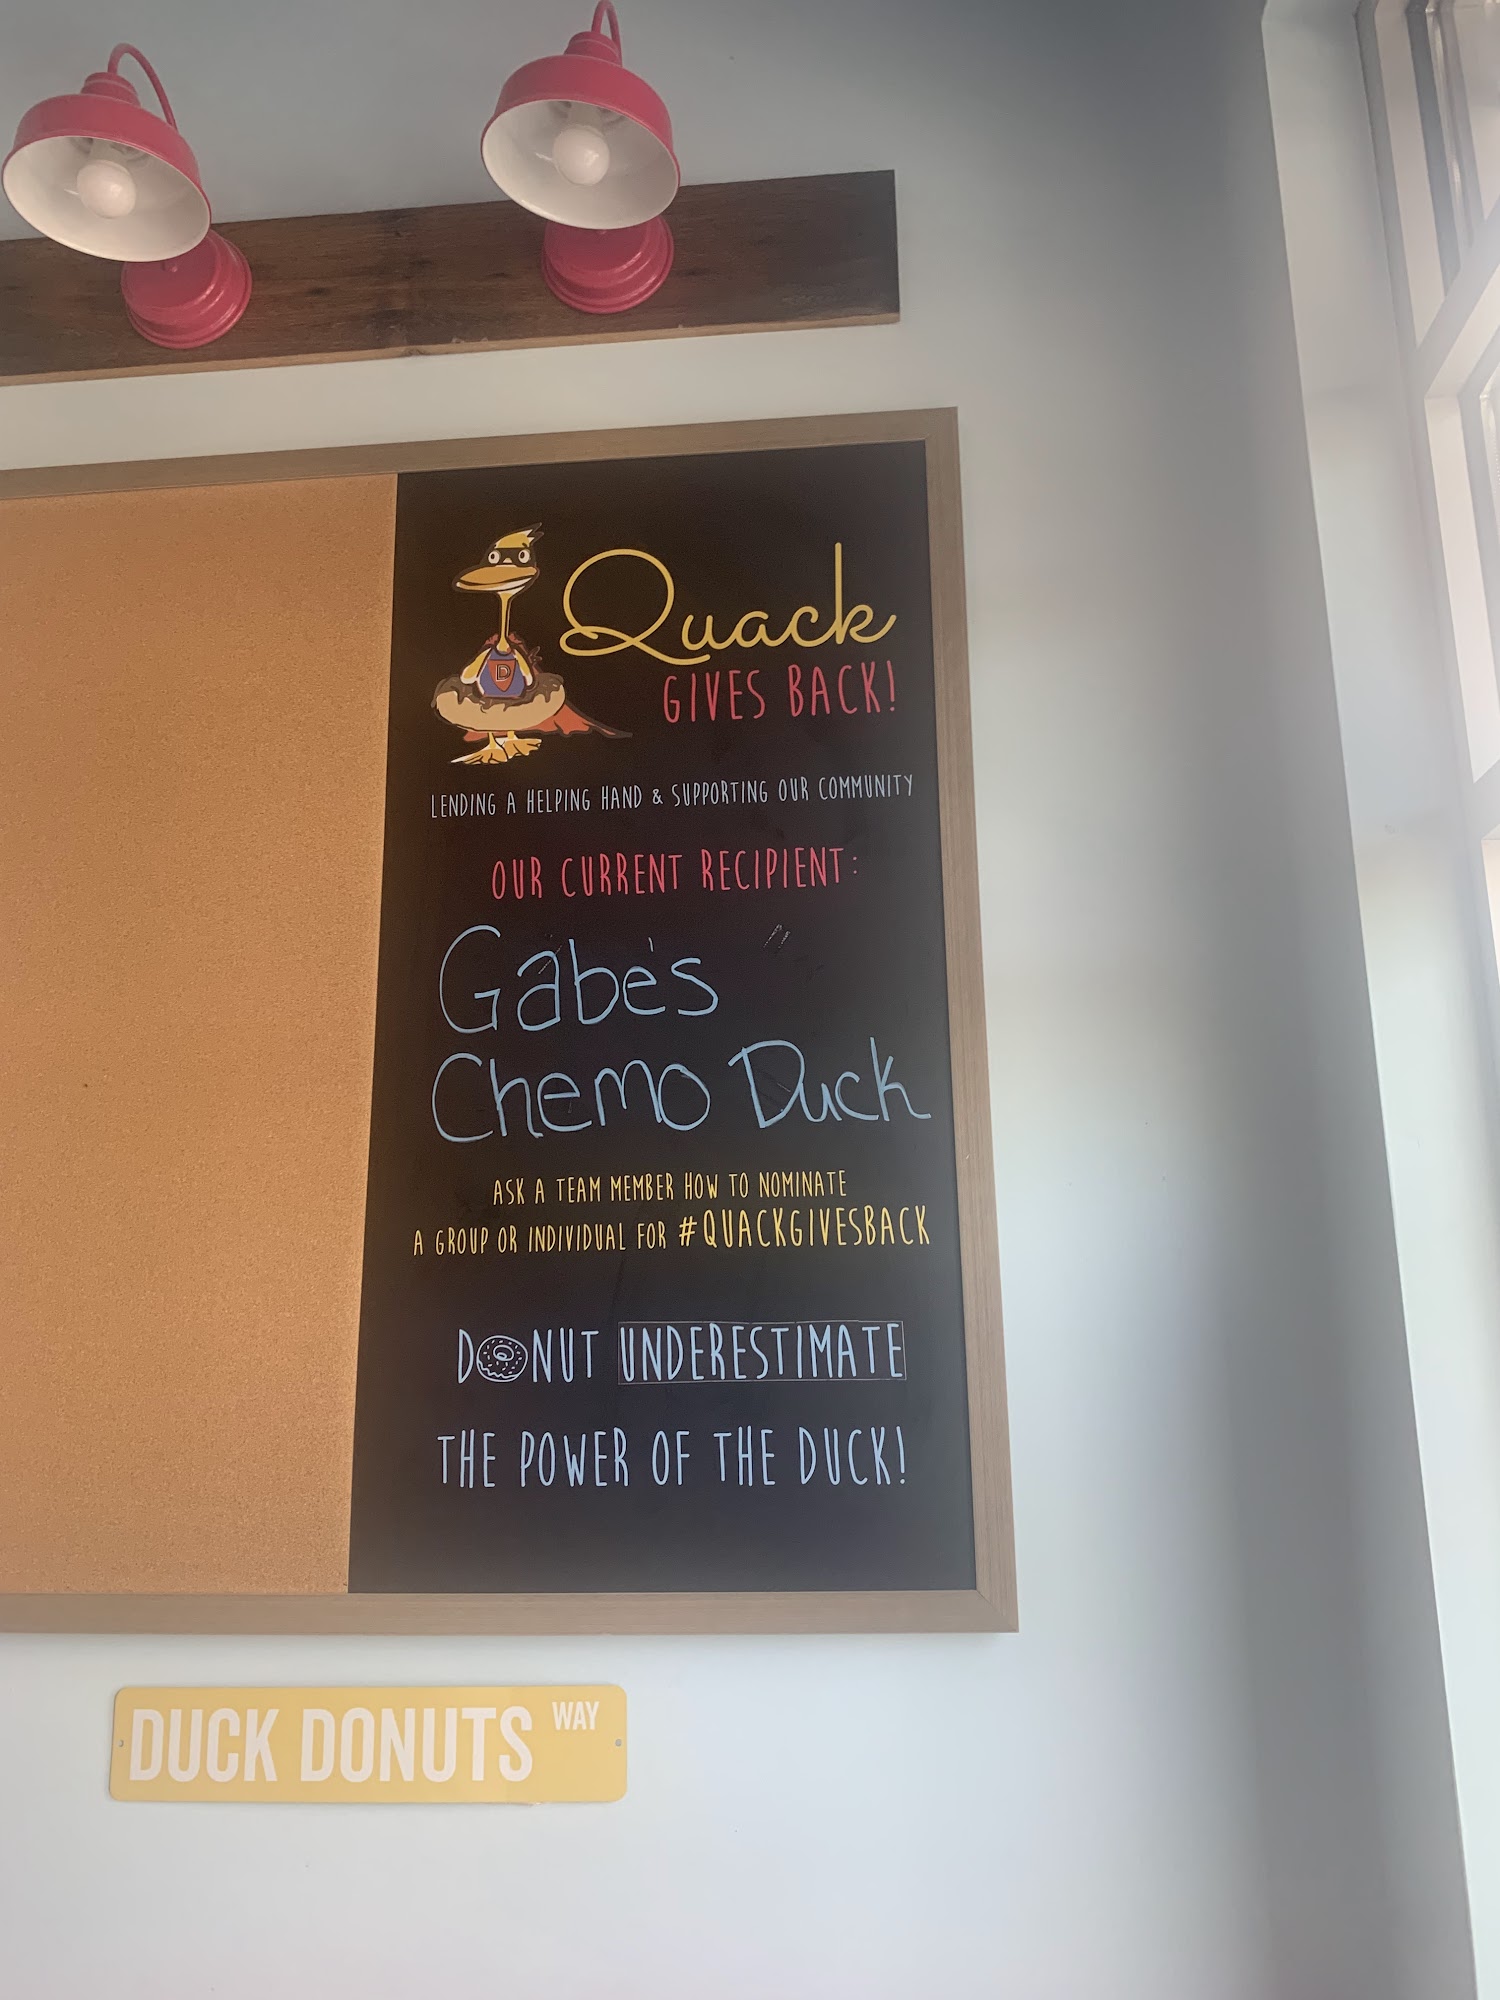 D
Quack
GIVES BACK!
LENDING A HELPING HAND & SUPPORTING OUR COMMUNITY
OUR CURRENT RECIPIENT:
Gabe's
Chemo Duck
ASK A TEAM MEMBER HOW TO NOMINATE
A GROUP OR INDIVIDUAL FOR #QUACKGIVESBACK
DONUT UNDERESTIMATE
THE POWER OF THE DUCK!
DUCK DONUTS WAY